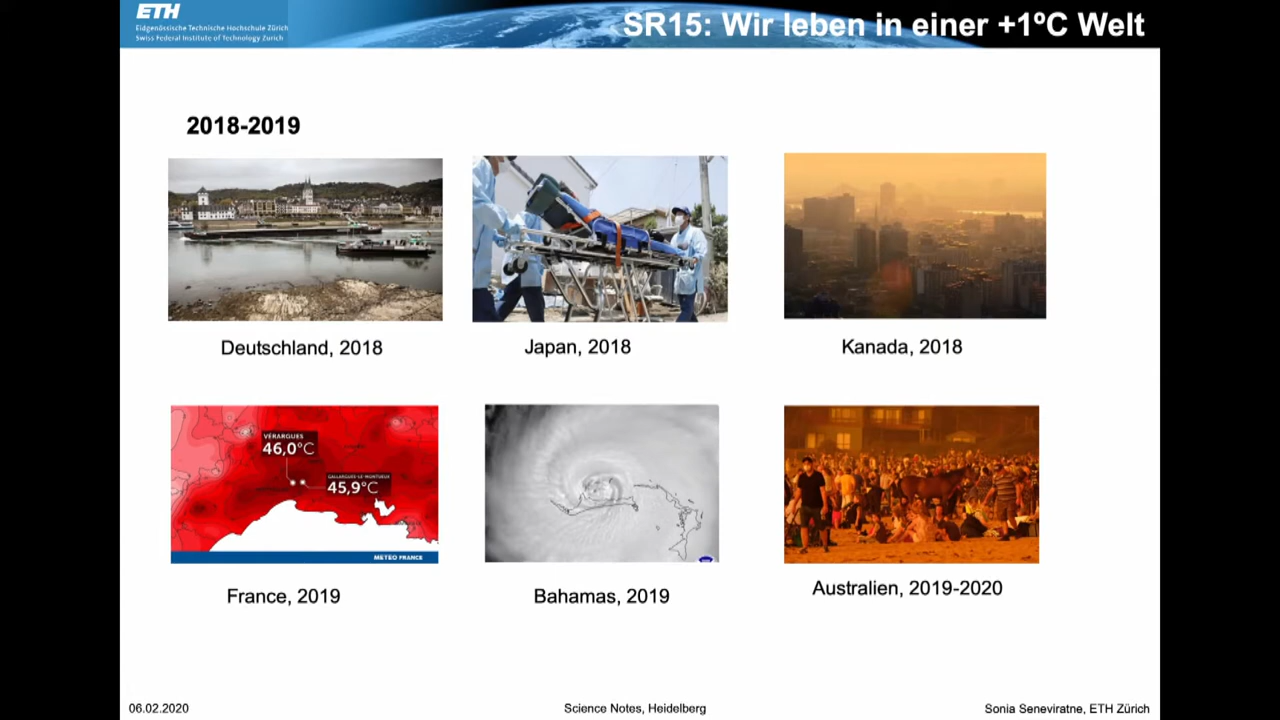 ETH
Eidgenössische Technische Hochschule Zürich
Swiss Federal Institute of Technology Zurich
SR15: Wir leben in einer +1ºC Welt
2018-2019
Deutschland, 2018
Japan, 2018
Kanada, 2018
VÉRARGUES
46,0°C
GALLARGUES-LE-MONTUEUX
45,9°C
METEO FRANCE
France, 2019
Bahamas, 2019
Australien, 2019-2020
06.02.2020
Science Notes, Heidelberg
Sonia Seneviratne, ETH Zürich